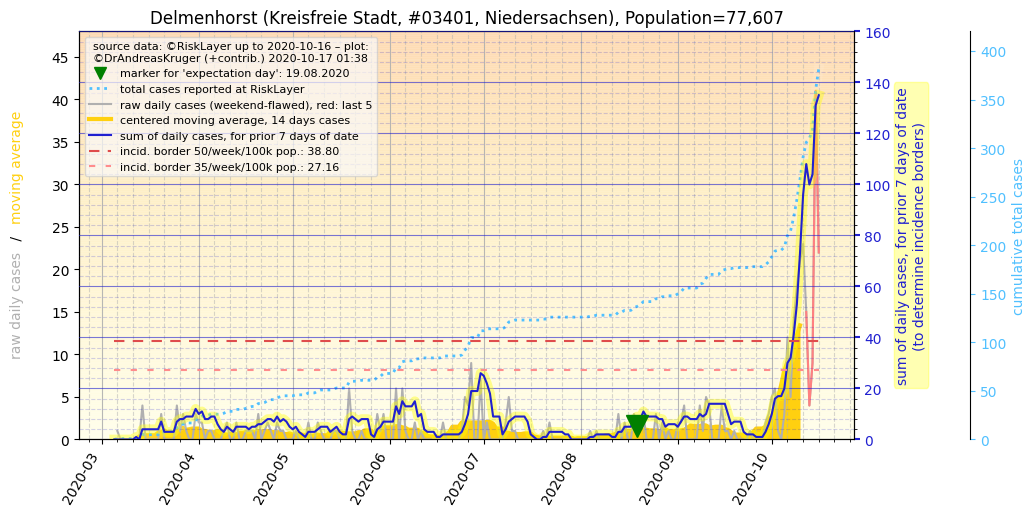 Delmenhorst (Kreisfreie Stadt, #03401, Niedersachsen), Population=77,607
source data: ©RiskLayer up to 2020-10-16 – plot:
©DrAndreasKruger (+contrib.) 2020-10-17 01:38
marker for 'expectation day': 19.08.2020
total cases reported at RiskLayer
raw daily cases (weekend-flawed), red: last 5
centered moving average, 14 days cases
sum of daily cases, for prior 7 days of date
incid. border 50/week/100k pop.: 38.80
incid. border 35/week/100k pop.: 27.16
raw daily cases / moving average
45
40
35
30
25
20
15
10
5
0
2020-03
2020-04
2020-05
2020-06
2020-07
2020-08
2020-09
2020-10
160
140
120
100
80
60
40
20
0
sum of daily cases, for prior 7 days of date
(to determine incidence borders)
400
350
300
250
200
150
100
50
0
cumulative total cases